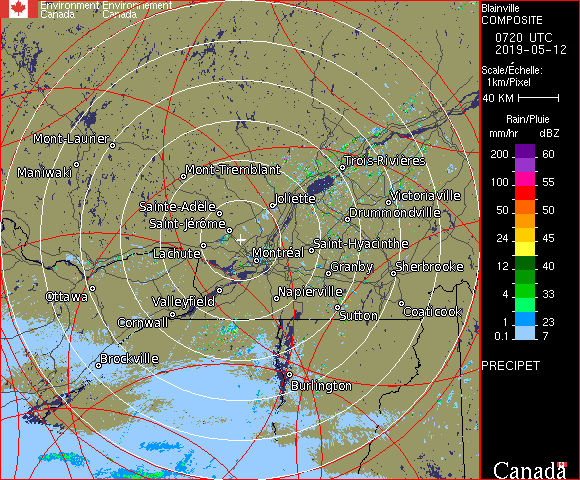 Environment Environnement
Canada Canada
Blainville
COMPOSITE
0720 UTC
2019-05-12
Scale/Échelle:
1km/Pixel
40 KM
Rain/Pluie
mm/hr dBZ
200 60
150 57
100 55
50 50
24 45
12 40
4 33
1 23
0.1 7
PRECIPET
Canada
Mont-Laurier
Maniwaki
Mont-Tremblant
Trois-Rivières
Joliette
Victoriaville
Sainte-Adèle
Drummondville
Saint-Jérôme
Saint-Hyacinthe
Lachute
Montréal
Granby
Sherbrooke
Ottawa
Valleyfield
Napierville
Cornwall
Sutton
Coaticook
Brockville
Burlington